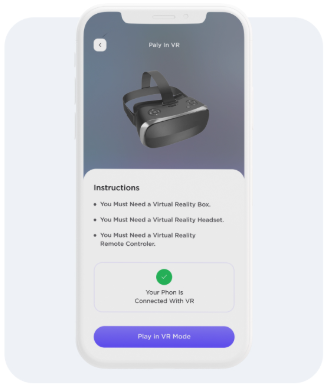 Paly In VR
Instructions
You Must Need a Virtual Reality Box.
You Must Need a Virtual Reality Headset.
You Must Need a Virtual Reality
Remote Controler.
Your Phon Is
Connected With VR
Play In VR Mode